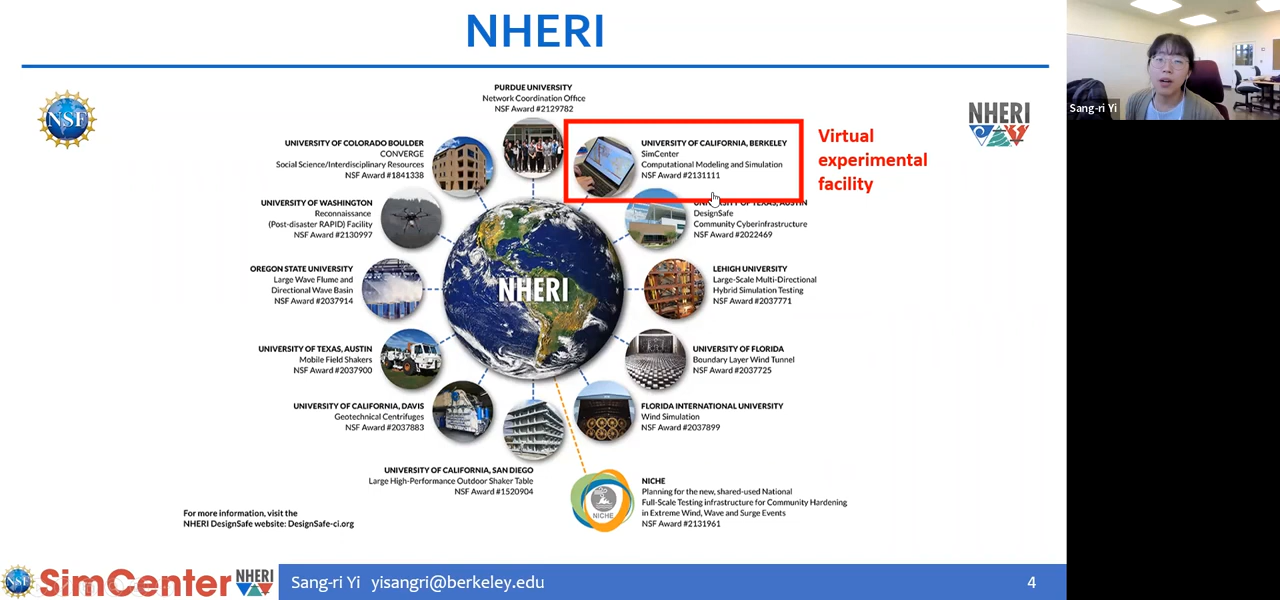 NHERI
NSF
NHERI
PURDUE UNIVERSITY
Network Coordination Office
NSF Award #2129782
UNIVERSITY OF CALIFORNIA, BERKELEY
SimCenter
Computational Modeling and Simulation
NSF Award #2131111
Virtual
experimental
facility
Sang-ri Yi
UNIVERSITY OF COLORADO BOULDER
CONVERGE
Social Science/Interdisciplinary Resources
NSF Award #1841338
UNIVERSITY OF TEXAS, AUSTIN
DesignSafe
Community Cyberinfrastructure
NSF Award #2022469
UNIVERSITY OF WASHINGTON
Reconnaissance
(Post-disaster RAPID) Facility
NSF Award #2130997
OREGON STATE UNIVERSITY
Large Wave Flume and
Directional Wave Basin
NSF Award #2037914
NHERI
LEHIGH UNIVERSITY
Large-Scale Multi-Directional
Hybrid Simulation Testing
NSF Award #2037771
UNIVERSITY OF TEXAS, AUSTIN
Mobile Field Shakers
NSF Award #2037900
UNIVERSITY OF FLORIDA
Boundary Layer Wind Tunnel
NSF Award #2037725
UNIVERSITY OF CALIFORNIA, DAVIS
Geotechnical Centrifuges
NSF Award #2037883
FLORIDA INTERNATIONAL UNIVERSITY
Wind Simulation
NSF Award #2037899
UNIVERSITY OF CALIFORNIA, SAN DIEGO
Large High-Performance Outdoor Shaker Table
NSF Award #1520904
NICHE
NICHE
Planning for the new, shared-used National
Full-Scale Testing infrastructure for Community Hardening
in Extreme Wind, Wave and Surge Events
NSF Award #2131961
For more information, visit the
NHERI DesignSafe website: DesignSafe-ci.org
NSF
SimCenter
NHERI
Sang-ri Yi yisangri@berkeley.edu
4